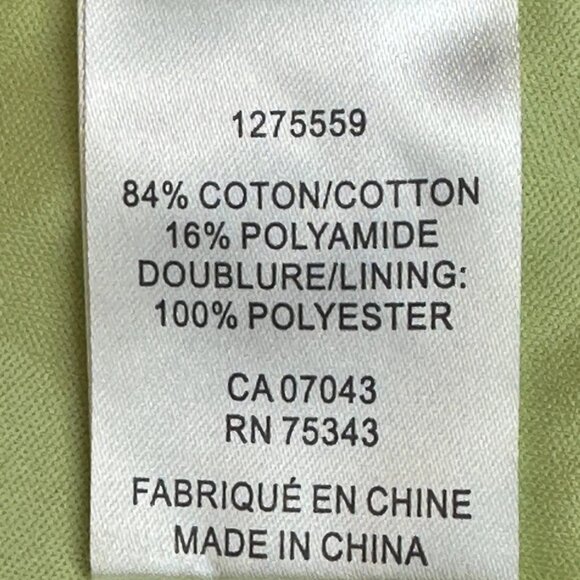 1275559
84% COTON/COTTON
16% POLYAMIDE
DOUBLURE/LINING:
100% POLYESTER
CA 07043
RN 75343
FABRIQUÉ EN CHINE
MADE IN CHINA